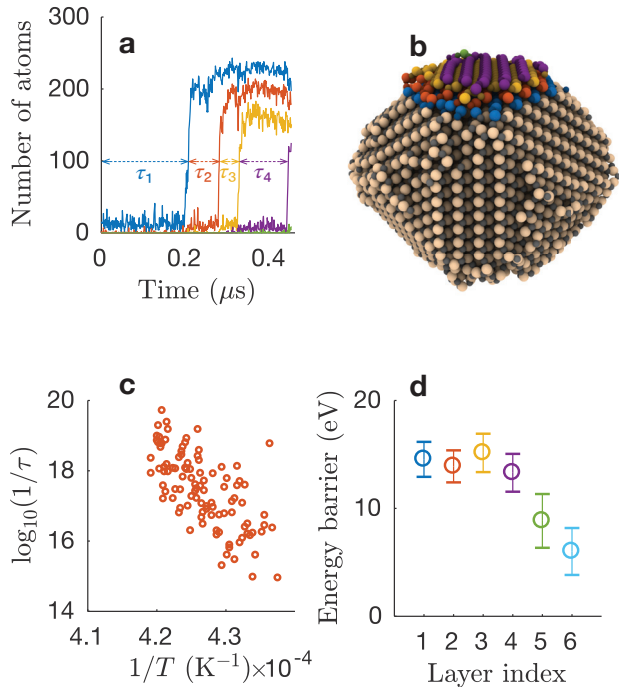 a
Number of atoms
300
200
100
0
τ1
τ2
τ3
τ4
0
0.2
0.4
Time (μs)
b
c
log10(1/τ)
20
18
16
14
4.1
4.2
4.3
1/T (K−1)×10−4
d
Energy barrier (eV)
20
10
0
1 2 3 4 5 6
Layer index